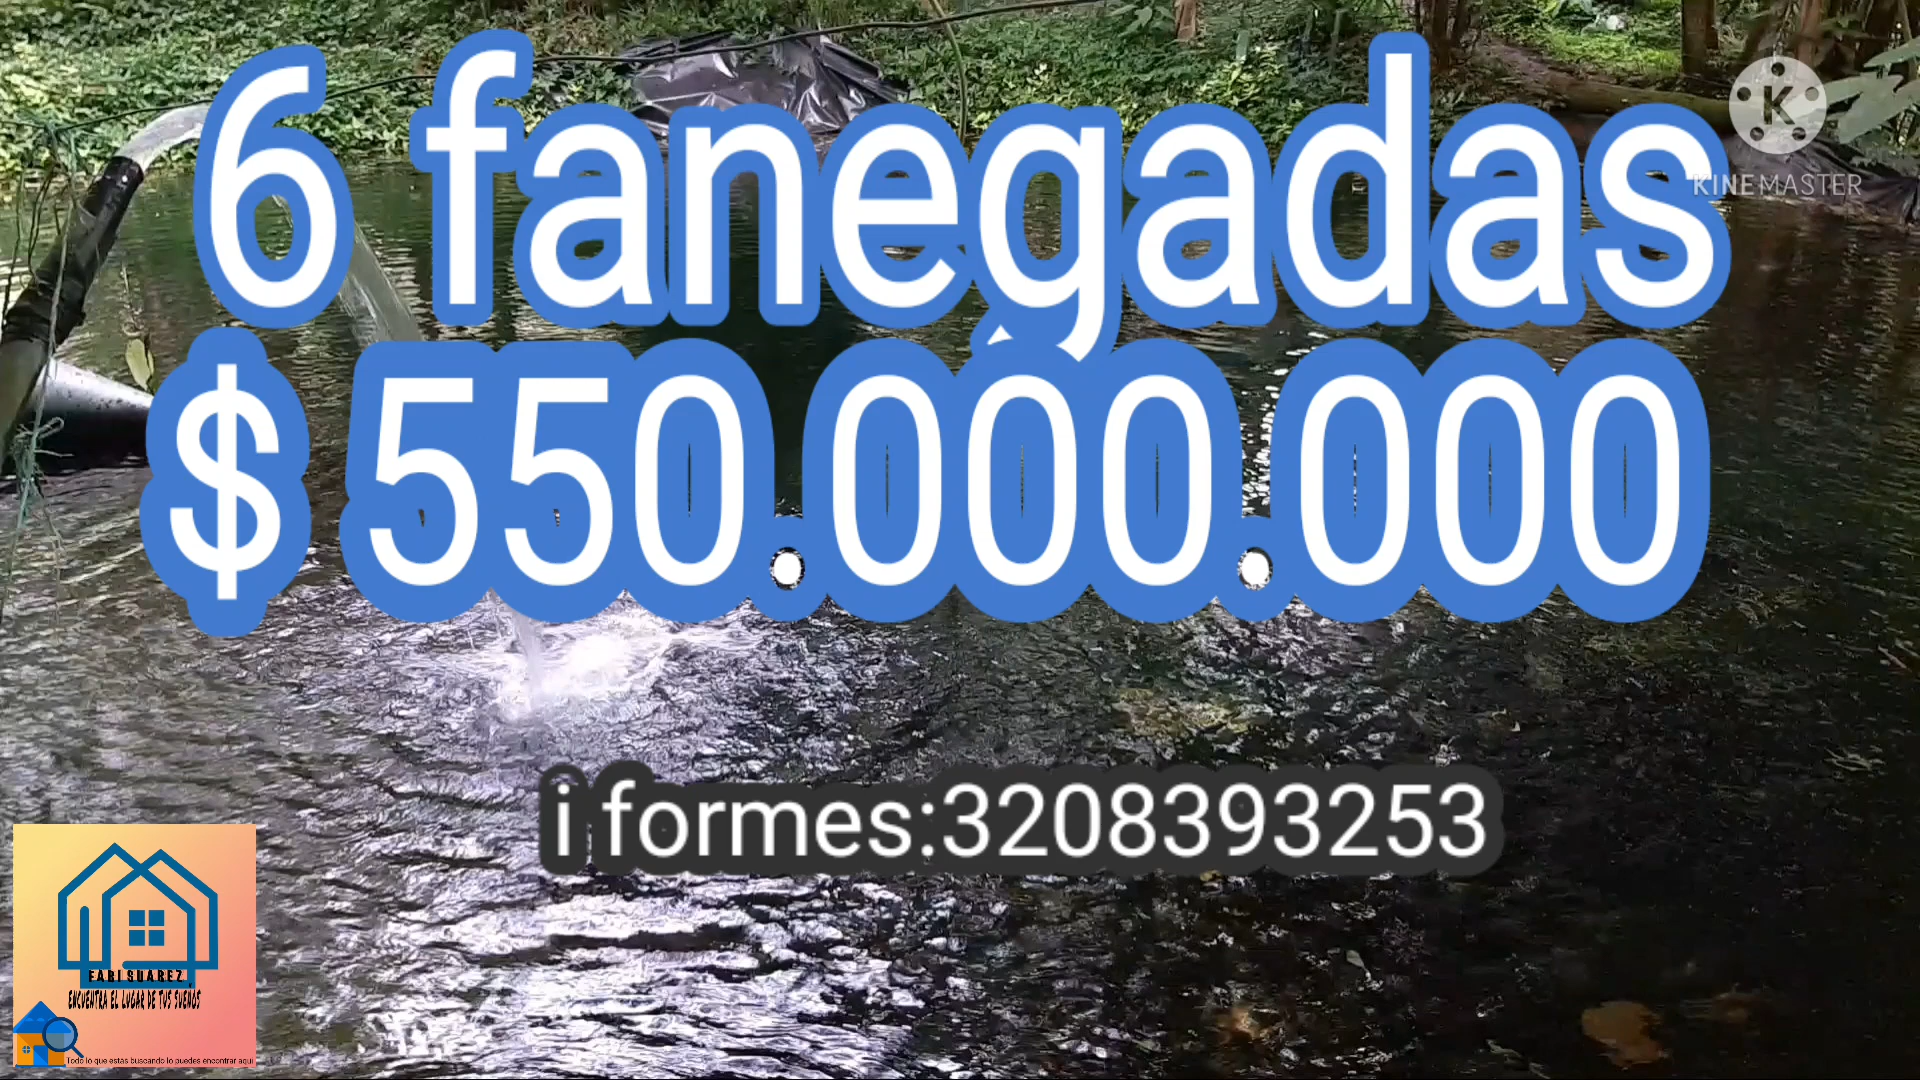 6 fanegadas
KINEMASTER
$ 550.000.000
i formes:3208393253
FABI SUAREZ
ENCUENTRA EL LUGAR DE TUS SUEÑOS
Todo lo que estas buscando lo puedes encontrar aqui